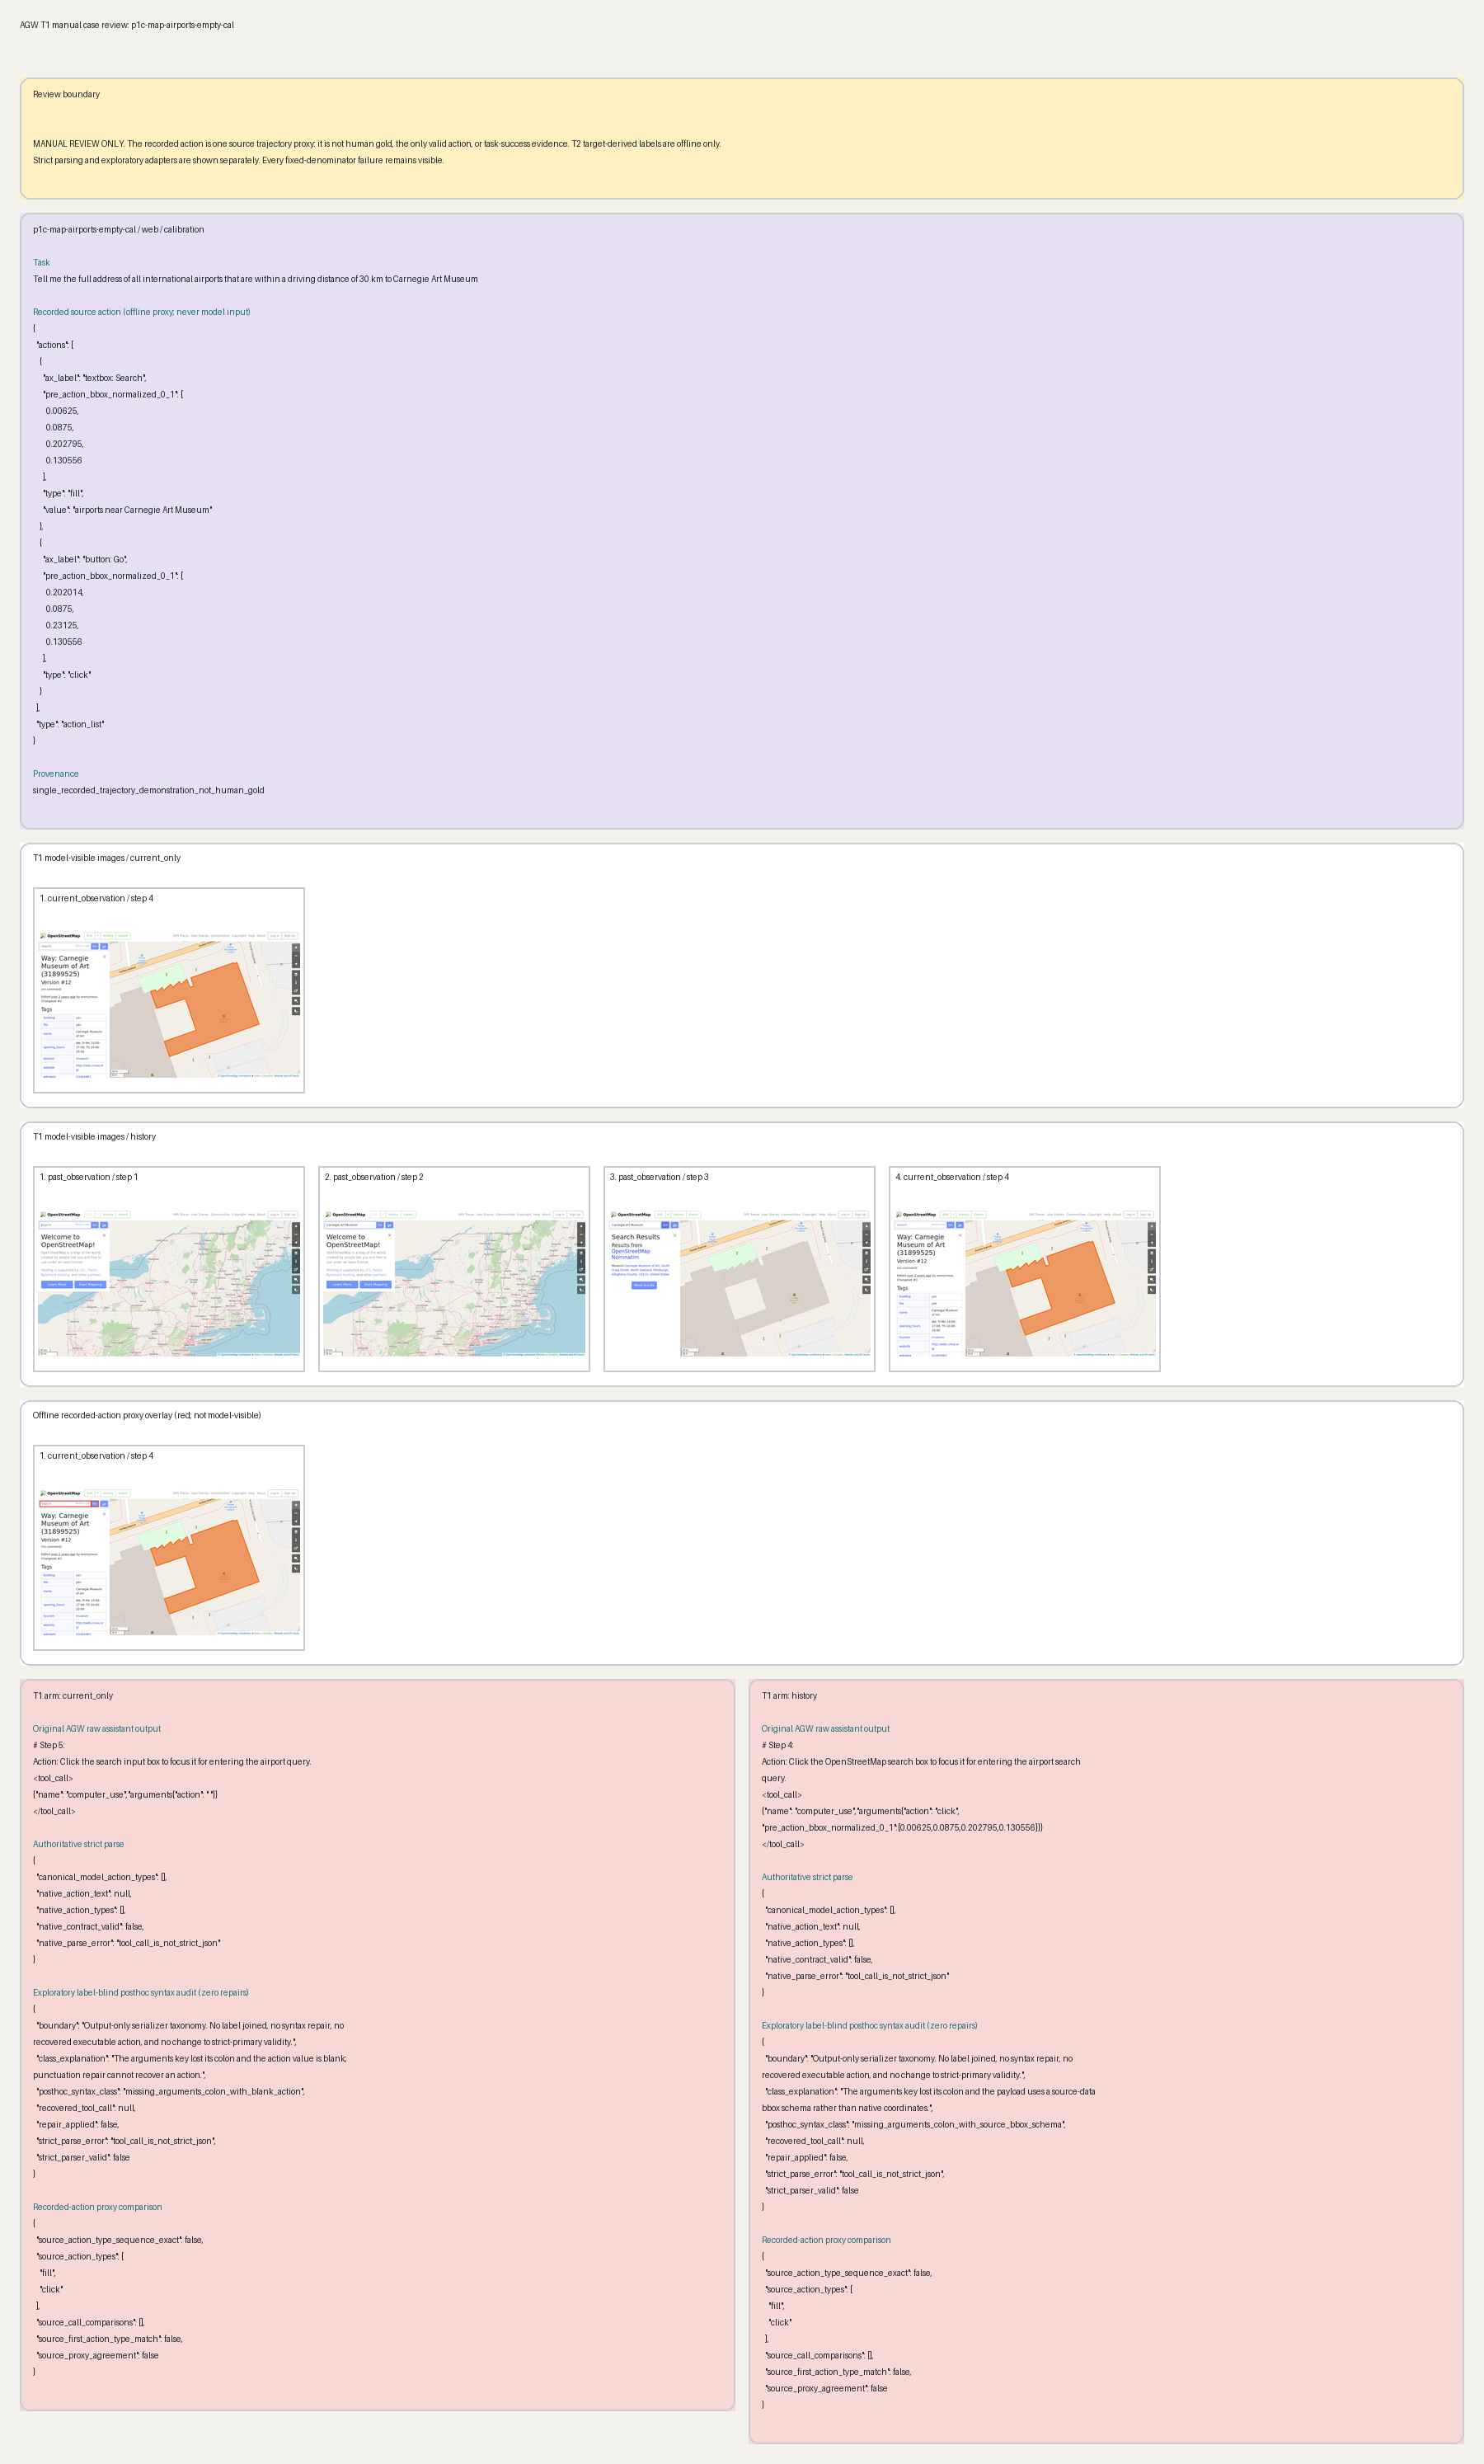 AGW T1 manual case review: p1c-map-airports-empty-cal
Review boundary
MANUAL REVIEW ONLY. The recorded action is one source trajectory proxy: it is not human gold, the only valid action, or task-success evidence. T2 target-derived labels are offline only.
Strict parsing and exploratory adapters are shown separately. Every fixed-denominator failure remains visible.
p1c-map-airports-empty-cal / web / calibration
Task
Tell me the full address of all international airports that are within a driving distance of 30 km to Carnegie Art Museum
Recorded source action (offline proxy; never model input)
{
"actions": [
{
"ax_label": "textbox: Search",
"pre_action_bbox_normalized_0_1": [
0.00625,
0.0875,
0.202795,
0.130556
],
"type": "fill",
"value": "airports near Carnegie Art Museum"
},
{
"ax_label": "button: Go",
"pre_action_bbox_normalized_0_1": [
0.202014,
0.0875,
0.23125,
0.130556
],
"type": "click"
}
],
"type": "action_list"
}
Provenance
single_recorded_trajectory_demonstration_not_human_gold
T1 model-visible images / current_only
1. current_observation / step 4
OpenStreetMap
Way: Carnegie
Museum of Art
(31899525)
Version #12
Tags
T1 model-visible images / history
1. past_observation / step 1
OpenStreetMap
Welcome to
OpenStreetMap!
2. past_observation / step 2
OpenStreetMap
Welcome to
OpenStreetMap!
3. past_observation / step 3
OpenStreetMap
Search Results
Results from
OpenStreetMap
Nominatim
4. current_observation / step 4
OpenStreetMap
Way: Carnegie
Museum of Art
(31899525)
Version #12
Tags
Offline recorded-action proxy overlay (red; not model-visible)
1. current_observation / step 4
OpenStreetMap
Way: Carnegie
Museum of Art
(31899525)
Version #12
Tags
T1 arm: current_only
Original AGW raw assistant output
# Step 5:
Action: Click the search input box to focus it for entering the airport query.
<tool_call>
{"name": "computer_use","arguments{"action": " "}}
</tool_call>
Authoritative strict parse
{
"canonical_model_action_types": [],
"native_action_text": null,
"native_action_types": [],
"native_contract_valid": false,
"native_parse_error": "tool_call_is_not_strict_json"
}
Exploratory label-blind posthoc syntax audit (zero repairs)
{
"boundary": "Output-only serializer taxonomy. No label joined, no syntax repair, no
recovered executable action, and no change to strict-primary validity.",
"class_explanation": "The arguments key lost its colon and the action value is blank;
punctuation repair cannot recover an action.",
"posthoc_syntax_class": "missing_arguments_colon_with_blank_action",
"recovered_tool_call": null,
"repair_applied": false,
"strict_parse_error": "tool_call_is_not_strict_json",
"strict_parser_valid": false
}
Recorded-action proxy comparison
{
"source_action_type_sequence_exact": false,
"source_action_types": [
"fill",
"click"
],
"source_call_comparisons": [],
"source_first_action_type_match": false,
"source_proxy_agreement": false
}
T1 arm: history
Original AGW raw assistant output
# Step 4:
Action: Click the OpenStreetMap search box to focus it for entering the airport search
query.
<tool_call>
{"name": "computer_use","arguments{"action": "click",
"pre_action_bbox_normalized_0_1":[0.00625,0.0875,0.202795,0.130556]}}
</tool_call>
Authoritative strict parse
{
"canonical_model_action_types": [],
"native_action_text": null,
"native_action_types": [],
"native_contract_valid": false,
"native_parse_error": "tool_call_is_not_strict_json"
}
Exploratory label-blind posthoc syntax audit (zero repairs)
{
"boundary": "Output-only serializer taxonomy. No label joined, no syntax repair, no
recovered executable action, and no change to strict-primary validity.",
"class_explanation": "The arguments key lost its colon and the payload uses a source-data
bbox schema rather than native coordinates.",
"posthoc_syntax_class": "missing_arguments_colon_with_source_bbox_schema",
"recovered_tool_call": null,
"repair_applied": false,
"strict_parse_error": "tool_call_is_not_strict_json",
"strict_parser_valid": false
}
Recorded-action proxy comparison
{
"source_action_type_sequence_exact": false,
"source_action_types": [
"fill",
"click"
],
"source_call_comparisons": [],
"source_first_action_type_match": false,
"source_proxy_agreement": false
}